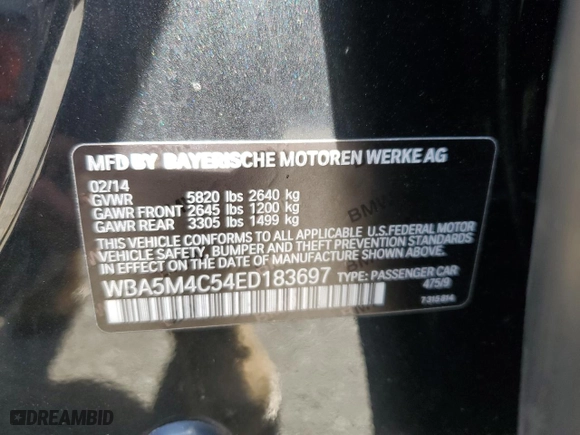 MFD BY BAYERISCHE MOTOREN WERKE AG
02/14
GVWR 5820 lbs 2640 kg
GAWR FRONT 2645 lbs 1200 kg
GAWR REAR 3305 lbs 1499 kg
THIS VEHICLE CONFORMS TO ALL APPLICABLE U.S.FEDERAL MOTOR
VEHICLE SAFETY, BUMPER AND THEFT PREVENTION STANDARDS
IN EFFECT ON THE DATE OF MANUFACTURE SHOWN ABOVE.
WBA5M4C54ED183697 TYPE: PASSENGER CAR
475/9
7 313 614
DREAMBID